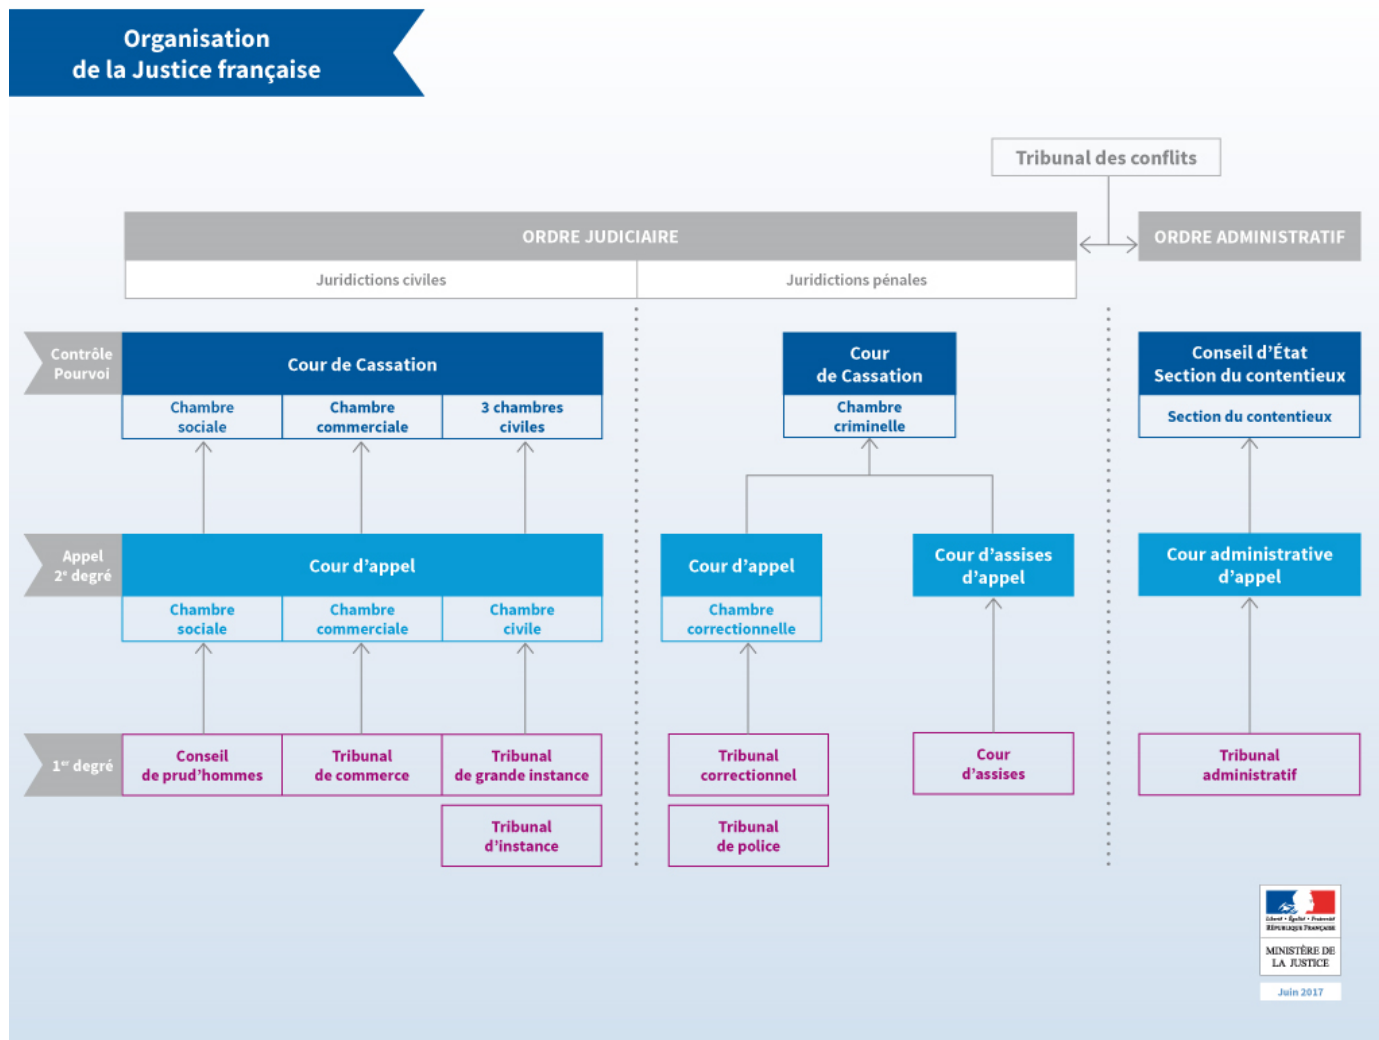 Organisation
de la Justice française
Tribunal des conflits
ORDRE JUDICIAIRE
ORDRE ADMINISTRATIF
Juridictions civiles
Juridictions pénales
Contrôle
Pourvoi
Cour de Cassation
Cour
de Cassation
Conseil d'État
Section du contentieux
Chambre
sociale
Chambre
commerciale
3 chambres
civiles
Chambre
criminelle
Section du contentieux
Appel
2e degré
Cour d'appel
Cour d'appel
Cour d'assises
d'appel
Cour administrative
d'appel
Chambre
sociale
Chambre
commerciale
Chambre
civile
Chambre
correctionnelle
1er degré
Conseil
de prud'hommes
Tribunal
de commerce
Tribunal
de grande instance
Tribunal
correctionnel
Cour
d'assises
Tribunal
administratif
Tribunal
d'instance
Tribunal
de police
Liberté • Égalité • Fraternité
RÉPUBLIQUE FRANÇAISE
MINISTÈRE DE
LA JUSTICE
Juin 2017